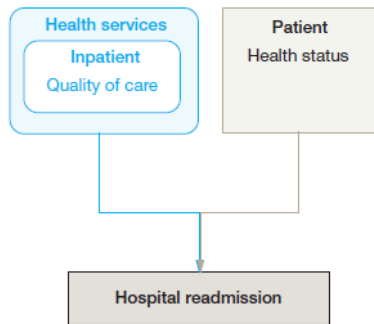 Health services
Inpatient
Quality of care
Patient
Health status
Hospital readmission